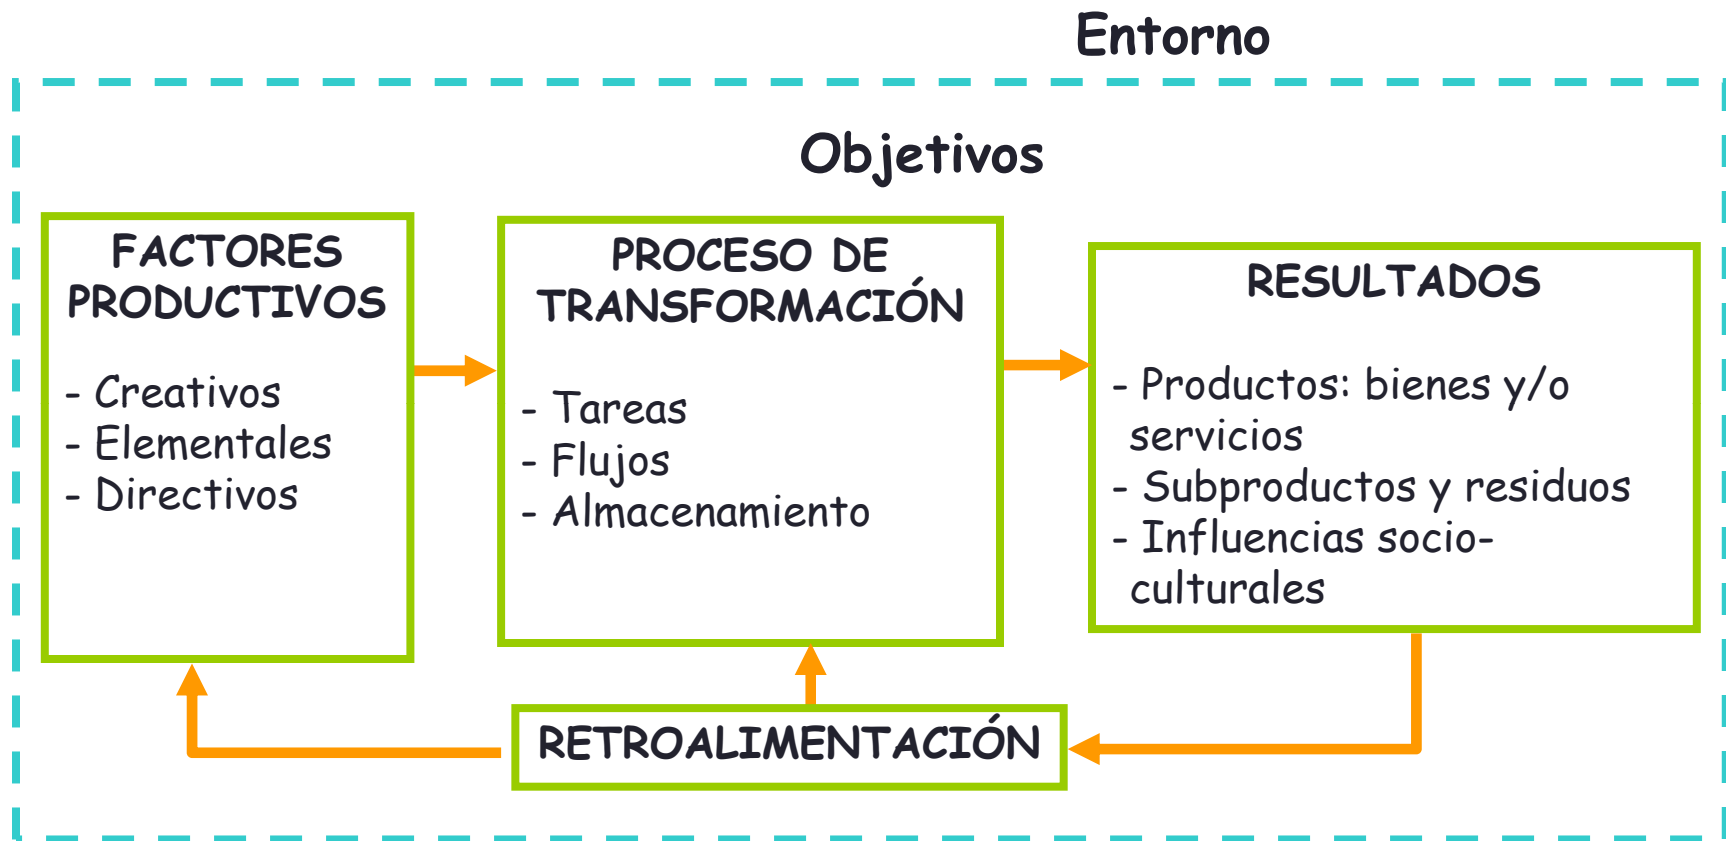 Entorno
Objetivos
FACTORES
PRODUCTIVOS
- Creativos
- Elementales
- Directivos
PROCESO DE
TRANSFORMACIÓN
- Tareas
- Flujos
- Almacenamiento
RESULTADOS
- Productos: bienes y/o
servicios
- Subproductos y residuos
- Influencias socio-
culturales
RETROALIMENTACIÓN